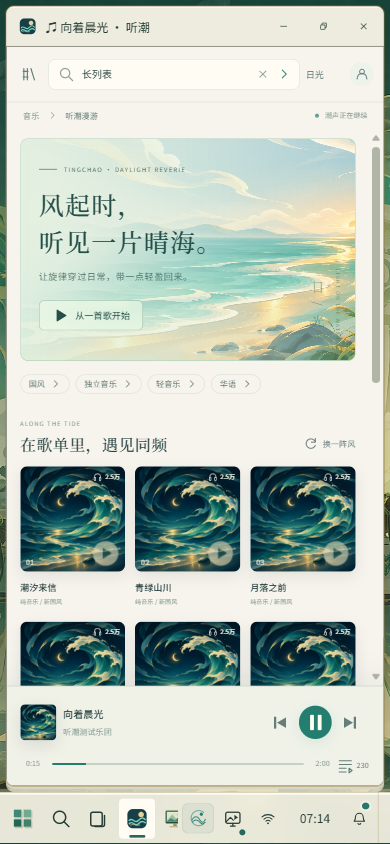 向着晨光 · 听潮
长列表
日光
音乐 > 听潮漫游
潮声正在继续
TINGCHAO · DAYLIGHT REVERIE
风起时，
听见一片晴海。
让旋律穿过日常，带一点轻盈回来。
从一首歌开始
国风
独立音乐
轻音乐
华语
ALONG THE TIDE
在歌单里，遇见同频
换一阵风
2.5万
2.5万
2.5万
01
02
03
潮汐来信
青绿山川
月落之前
纯音乐 / 新国风
纯音乐 / 新国风
纯音乐 / 新国风
2.5万
2.5万
2.5万
向着晨光
听潮测试乐团
0:15
2:00
230
07:14